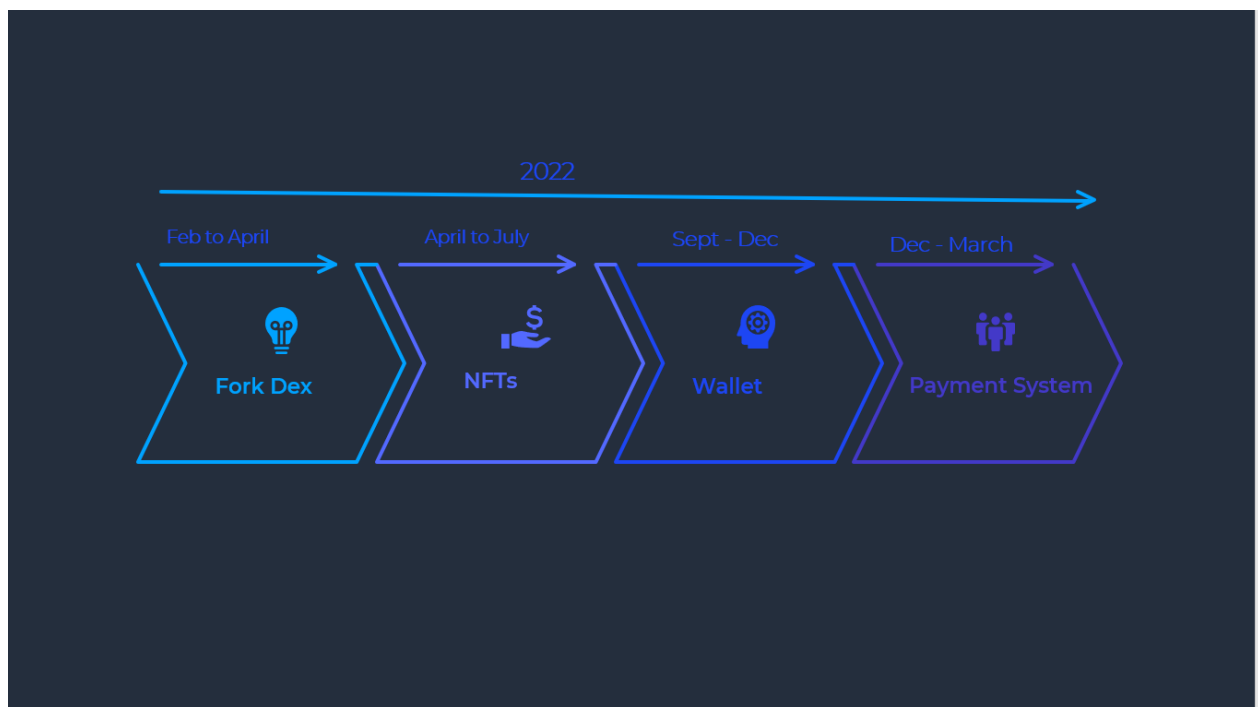 2022
Feb to April
April to July
Sept - Dec
Dec - March
Fork Dex
NFTs
Wallet
Payment System